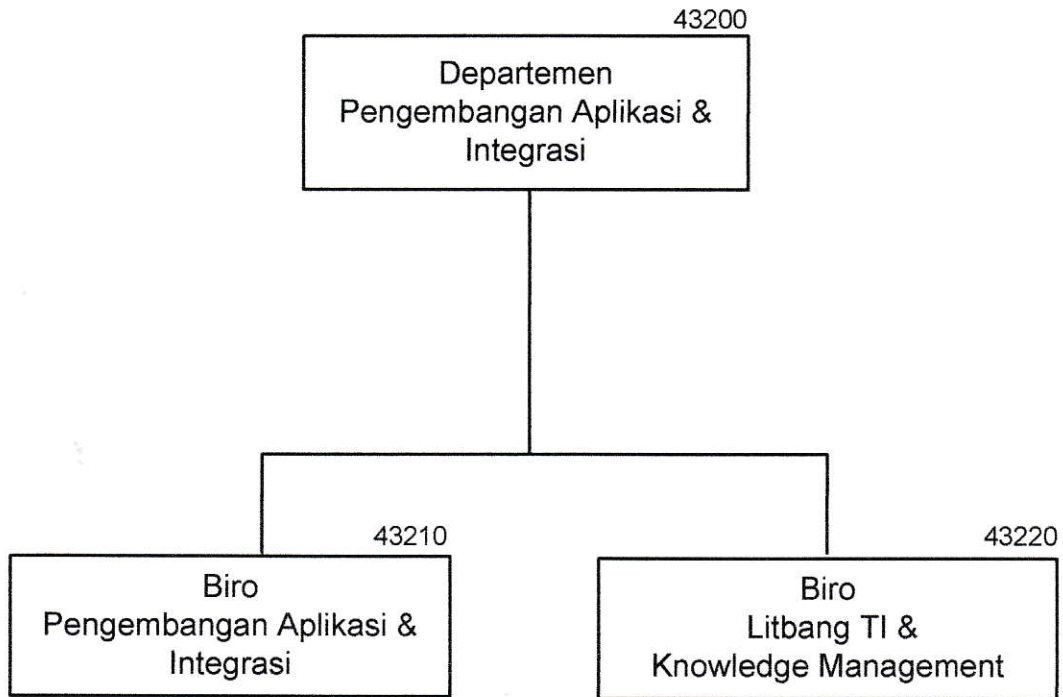 43200
Departemen
Pengembangan Aplikasi &
Integrasi
43210
Biro
Pengembangan Aplikasi &
Integrasi
43220
Biro
Litbang TI &
Knowledge Management